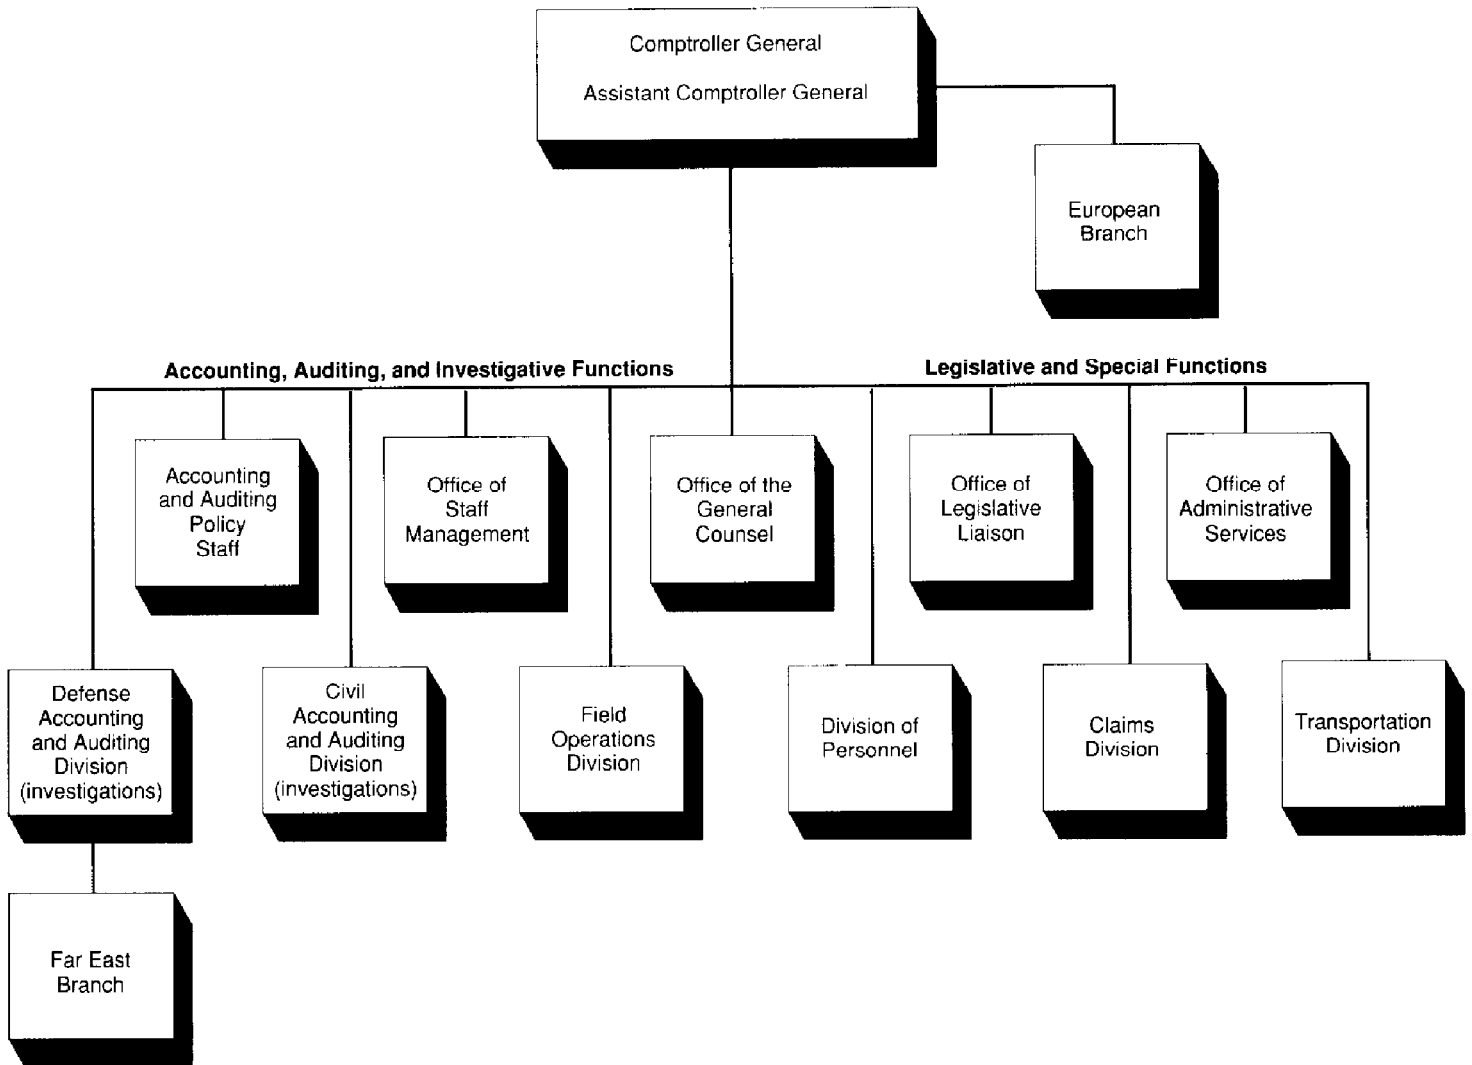 Comptroller General
Assistant Comptroller General
European
Branch
Accounting, Auditing, and Investigative Functions
Legislative and Special Functions
Accounting
and Auditing
Policy
Staff
Office of
Staff
Management
Office of the
General
Counsel
Office of
Legislative
Liaison
Office of
Administrative
Services
Defense
Accounting
and Auditing
Division
(investigations)
Civil
Accounting
and Auditing
Division
(investigations)
Field
Operations
Division
Division of
Personnel
Claims
Division
Transportation
Division
Far East
Branch